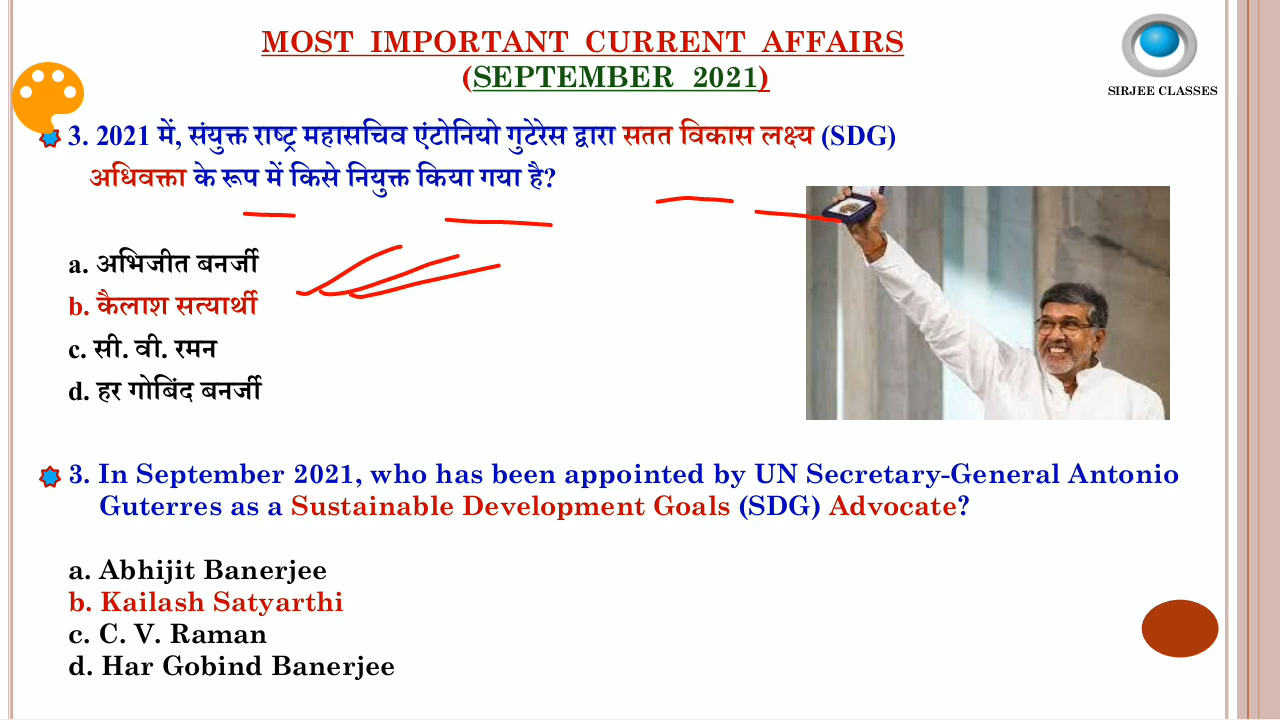 MOST IMPORTANT CURRENT AFFAIRS
(SEPTEMBER 2021)
SIRJEE CLASSES
3. 2021 में, संयुक्त राष्ट्र महासचिव एंटोनियो गुटेरेस द्वारा सतत विकास लक्ष्य (SDG)
अधिवक्ता के रूप में किसे नियुक्त किया गया है?
a. अभिजीत बनर्जी
b. कैलाश सत्यार्थी
c. सी. वी. रमन
d. हर गोबिंद बनर्जी
3. In September 2021, who has been appointed by UN Secretary-General Antonio
Guterres as a Sustainable Development Goals (SDG) Advocate?
a. Abhijit Banerjee
b. Kailash Satyarthi
c. C. V. Raman
d. Har Gobind Banerjee